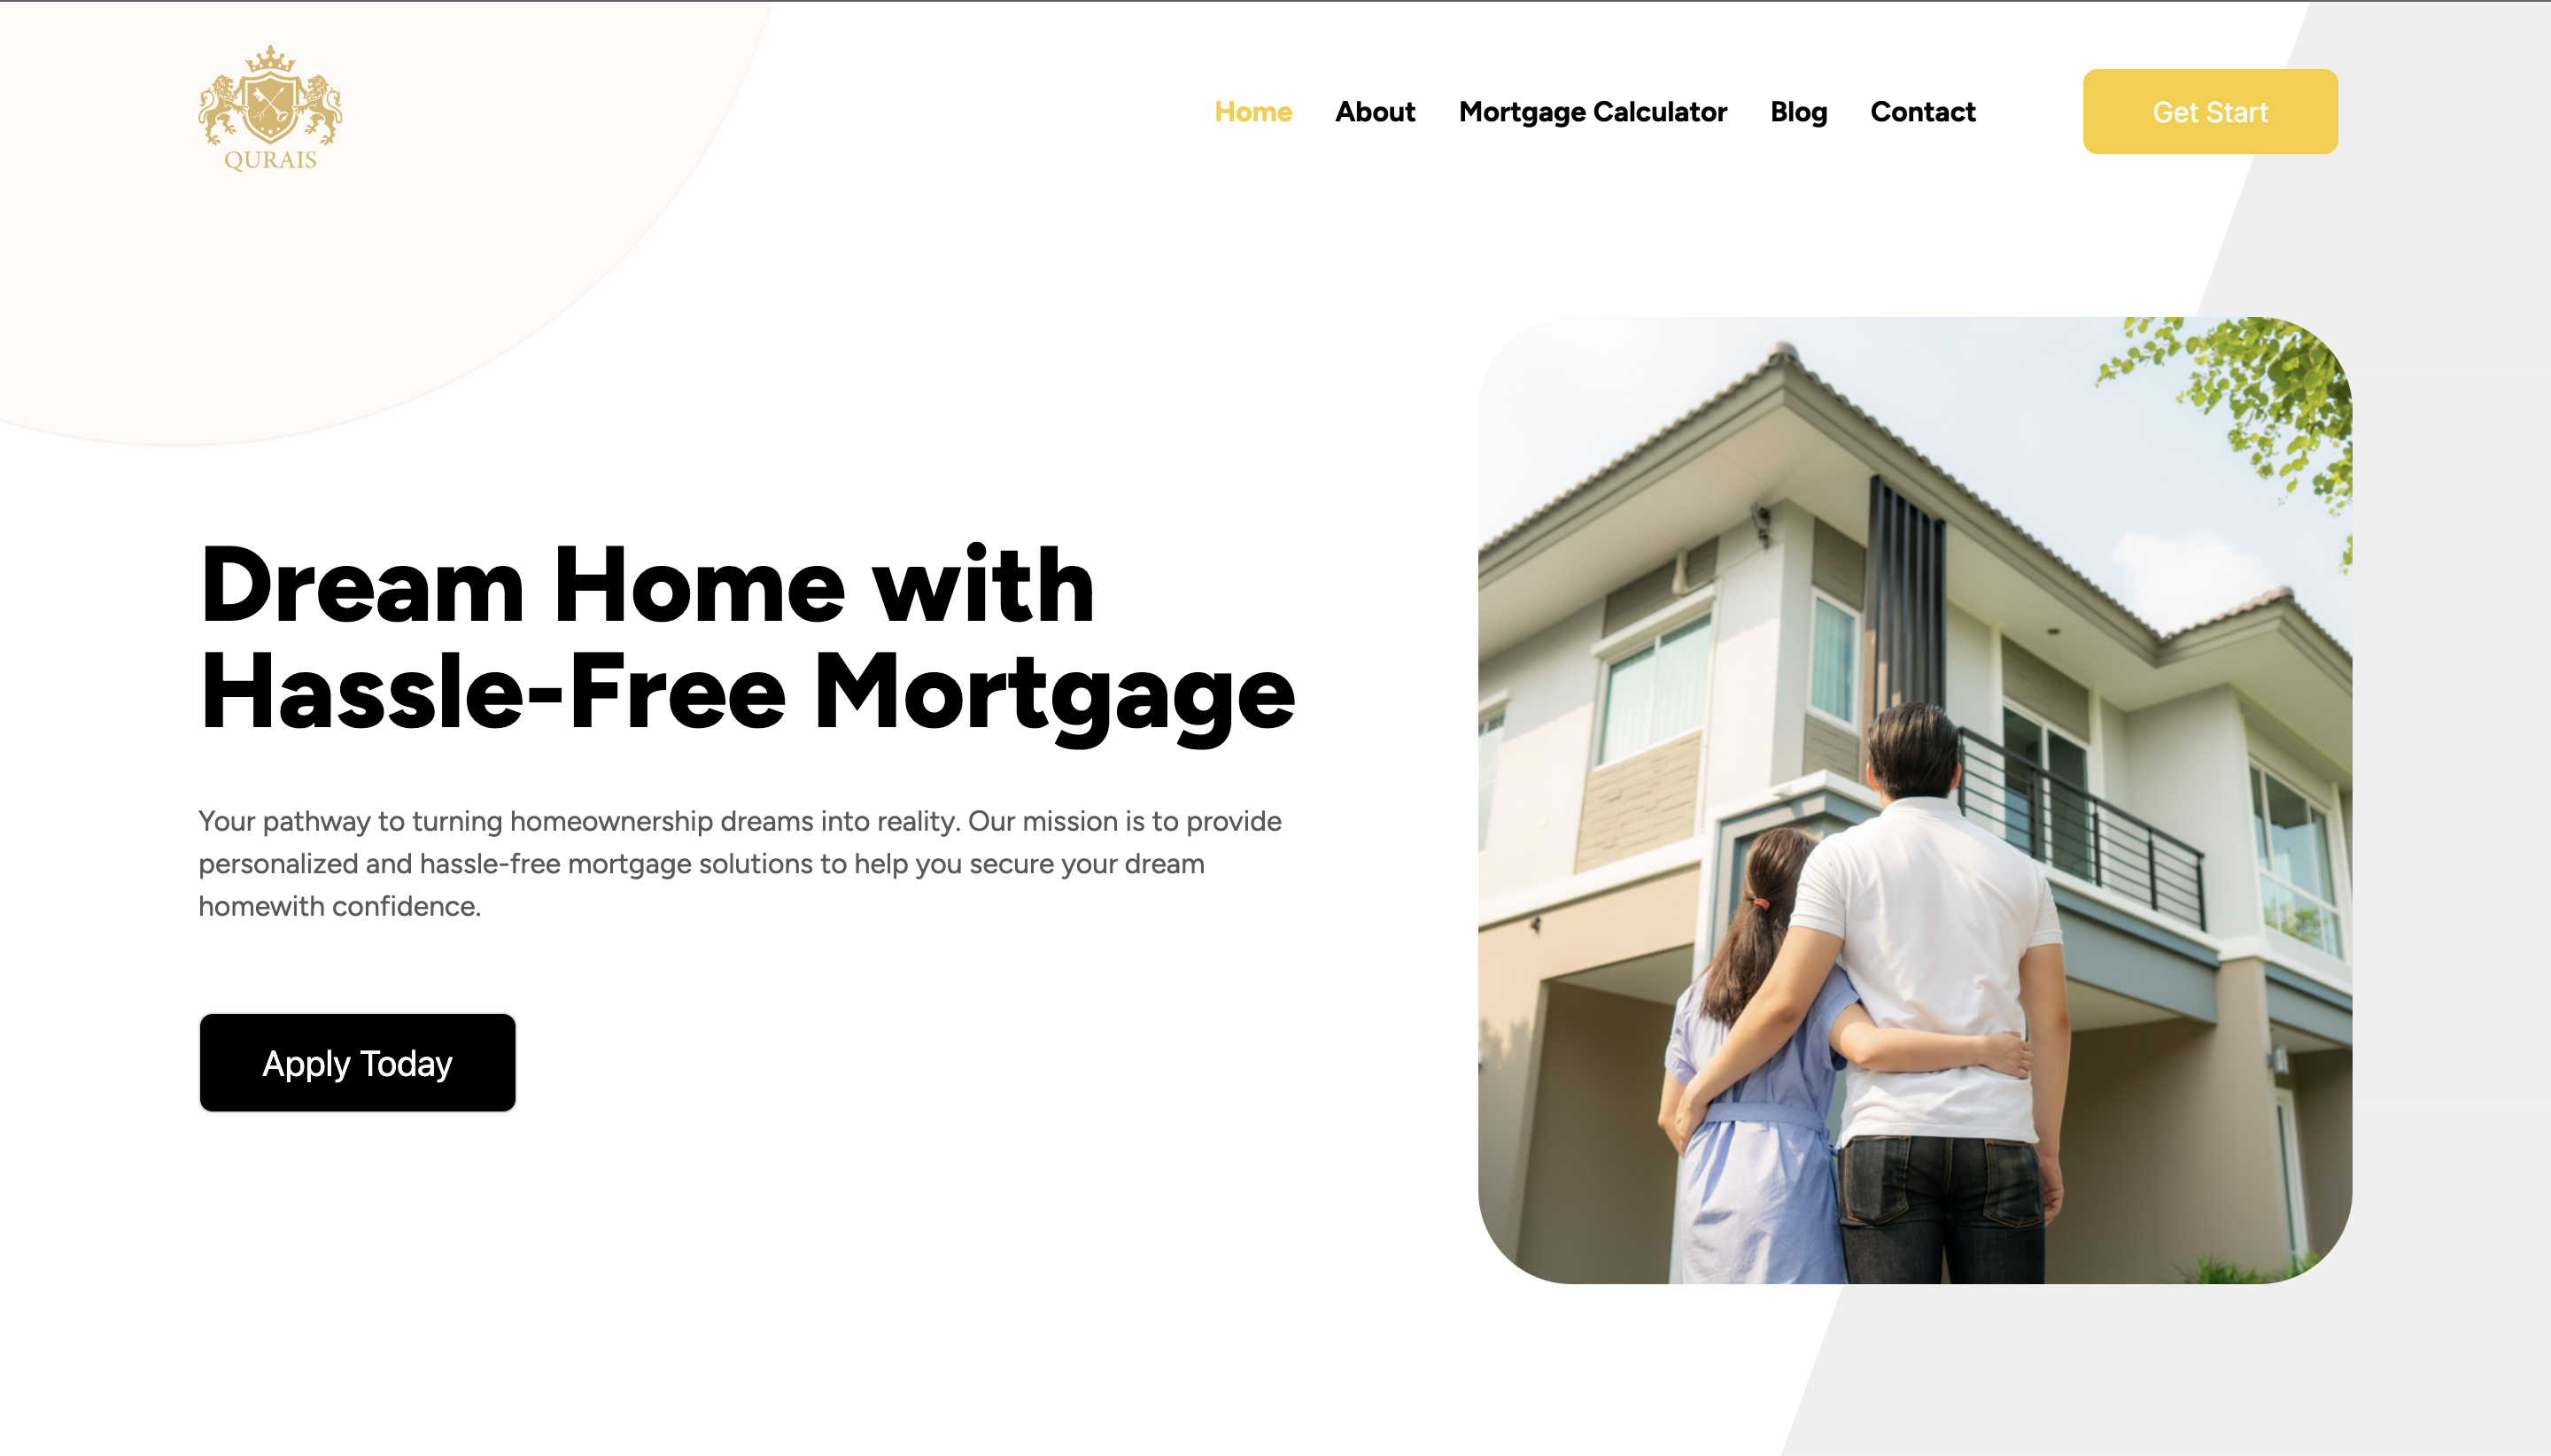 QURAIS
Home About Mortgage Calculator Blog Contact Get Start
Dream Home with
Hassle-Free Mortgage
Your pathway to turning homeownership dreams into reality. Our mission is to provide
personalized and hassle-free mortgage solutions to help you secure your dream
homewith confidence.
Apply Today